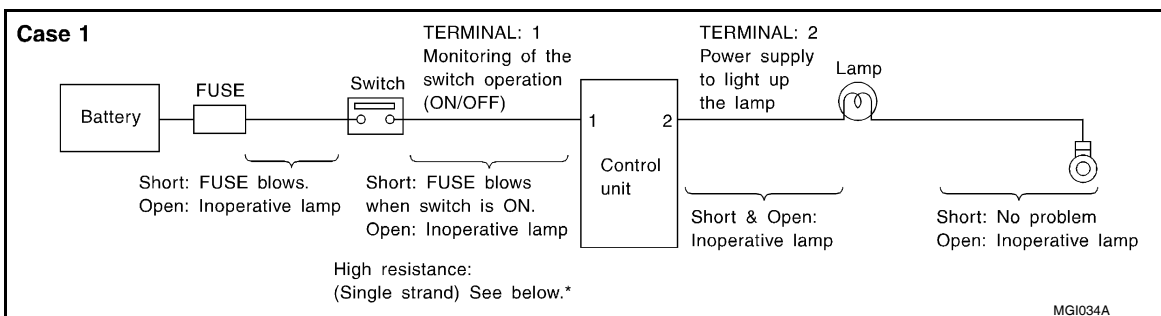 Case 1
TERMINAL: 1
Monitoring of the
switch operation
(ON/OFF)
TERMINAL: 2
Power supply
to light up
the lamp
Lamp
FUSE
Switch
Battery
1
2
Control
unit
Short: FUSE blows.
Open: Inoperative lamp
Short: FUSE blows
when switch is ON.
Open: Inoperative lamp
Short & Open:
Inoperative lamp
Short: No problem
Open: Inoperative lamp
High resistance:
(Single strand) See below.*
MGI034A